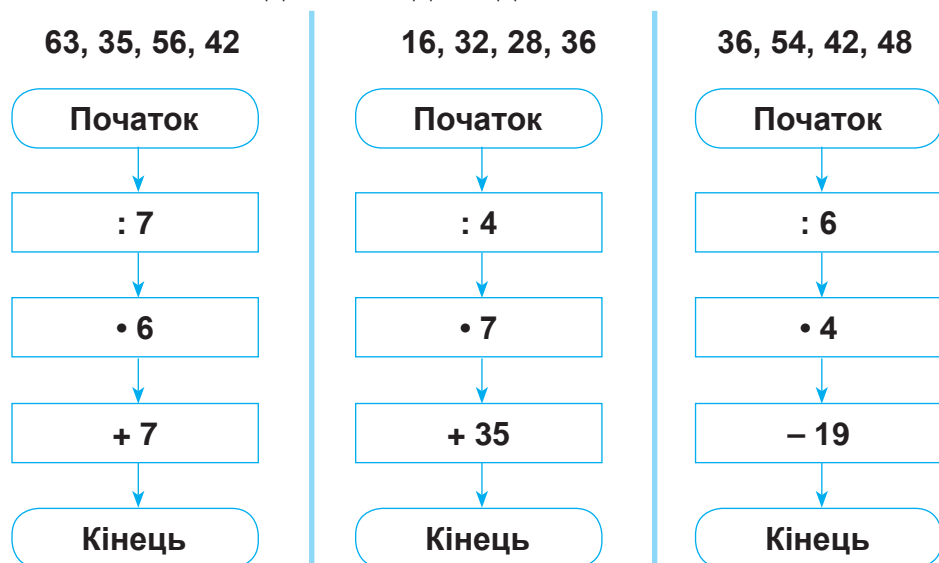 63, 35, 56, 42
Початок
: 7
• 6
+ 7
Кінець
16, 32, 28, 36
Початок
: 4
• 7
+ 35
Кінець
36, 54, 42, 48
Початок
: 6
• 4
– 19
Кінець